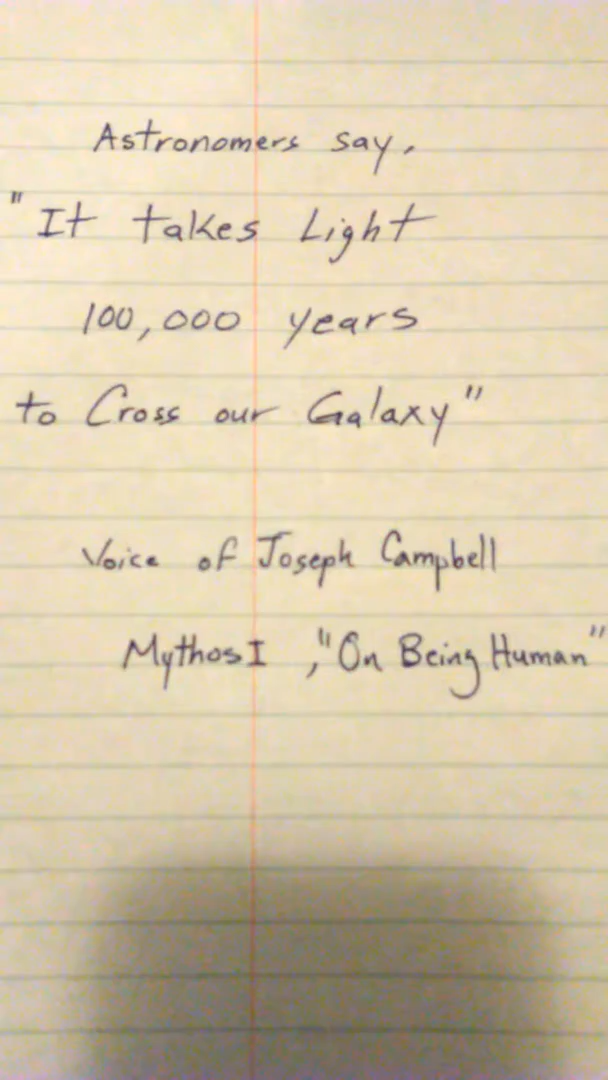 Astronomers say,
"It takes Light
100,000 years
to Cross our Galaxy"
Voice of Joseph Campbell
Mythos I ,"On Being Human"